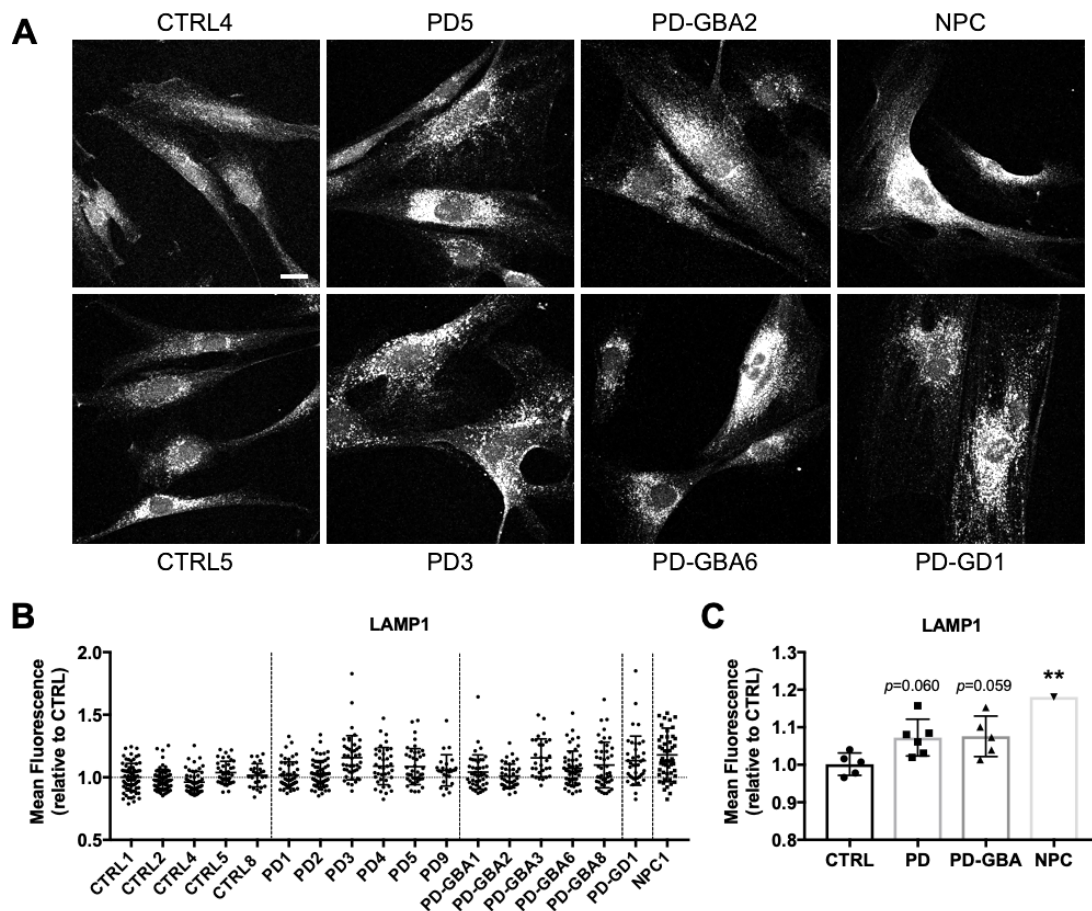 A
CTRL4 PD5 PD-GBA2 NPC
CTRL5 PD3 PD-GBA6 PD-GD1
B
LAMP1
Mean Fluorescence
(relative to CTRL)
2.0
1.5
1.0
0.5
CTRL1 CTRL2 CTRL4 CTRL5 CTRL8 PD1 PD2 PD3 PD4 PD5 PD9 PD-GBA1 PD-GBA2 PD-GBA3 PD-GBA6 PD-GBA8 PD-GD1 NPC1
C
LAMP1
Mean Fluorescence
(relative to CTRL)
1.3
1.2
1.1
1.0
0.9
0.8
p=0.060 p=0.059 **
CTRL PD PD-GBA NPC